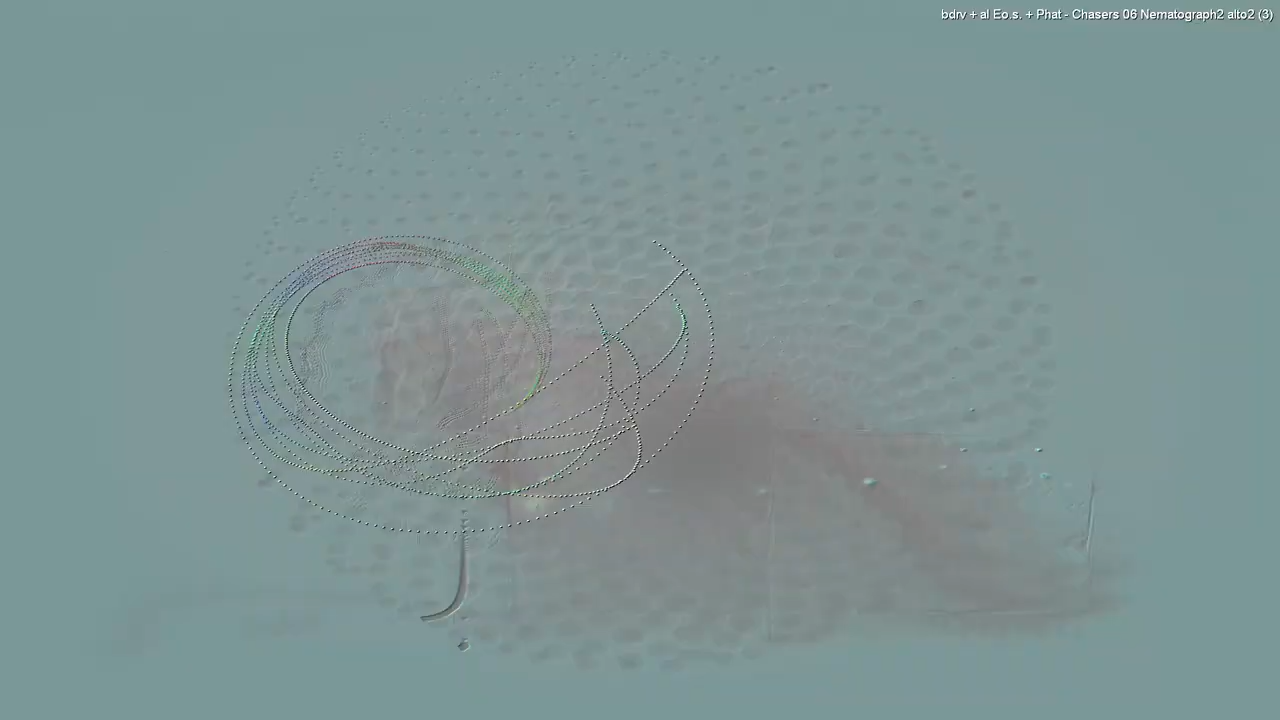 bdrv + al Eo.s. + Phat - Chasers 06 Nematograph2 alto2 (3)